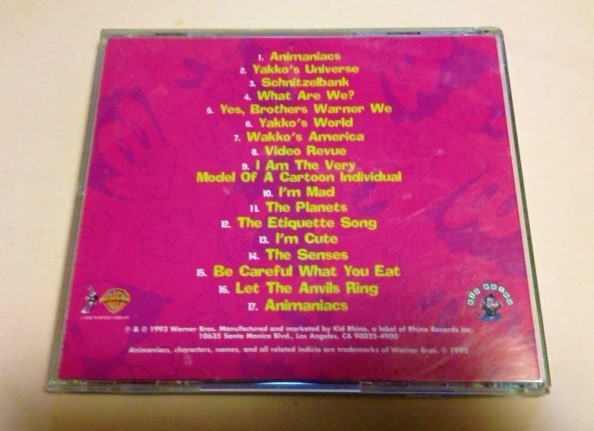 1. Animaniacs
2. Yakko's Universe
3. Schnitzelbank
4. What Are We?
5. Yes, Brothers Warner We
6. Yakko's World
7. Wakko's America
8. Video Revue
9. I Am The Very
Model Of A Cartoon Individual
10. I'm Mad
11. The Planets
12. The Etiquette Song
13. I'm Cute
14. The Senses
15. Be Careful What You Eat
16. Let The Anvils Ring
17. Animaniacs
℗ & © 1993 Warner Bros. Manufactured and marketed by Kid Rhino, a label of Rhino Records Inc.
10635 Santa Monica Blvd., Los Angeles, CA 90025-4900
Animaniacs, characters, names, and all related indicia are trademarks of Warner Bros. © 1993